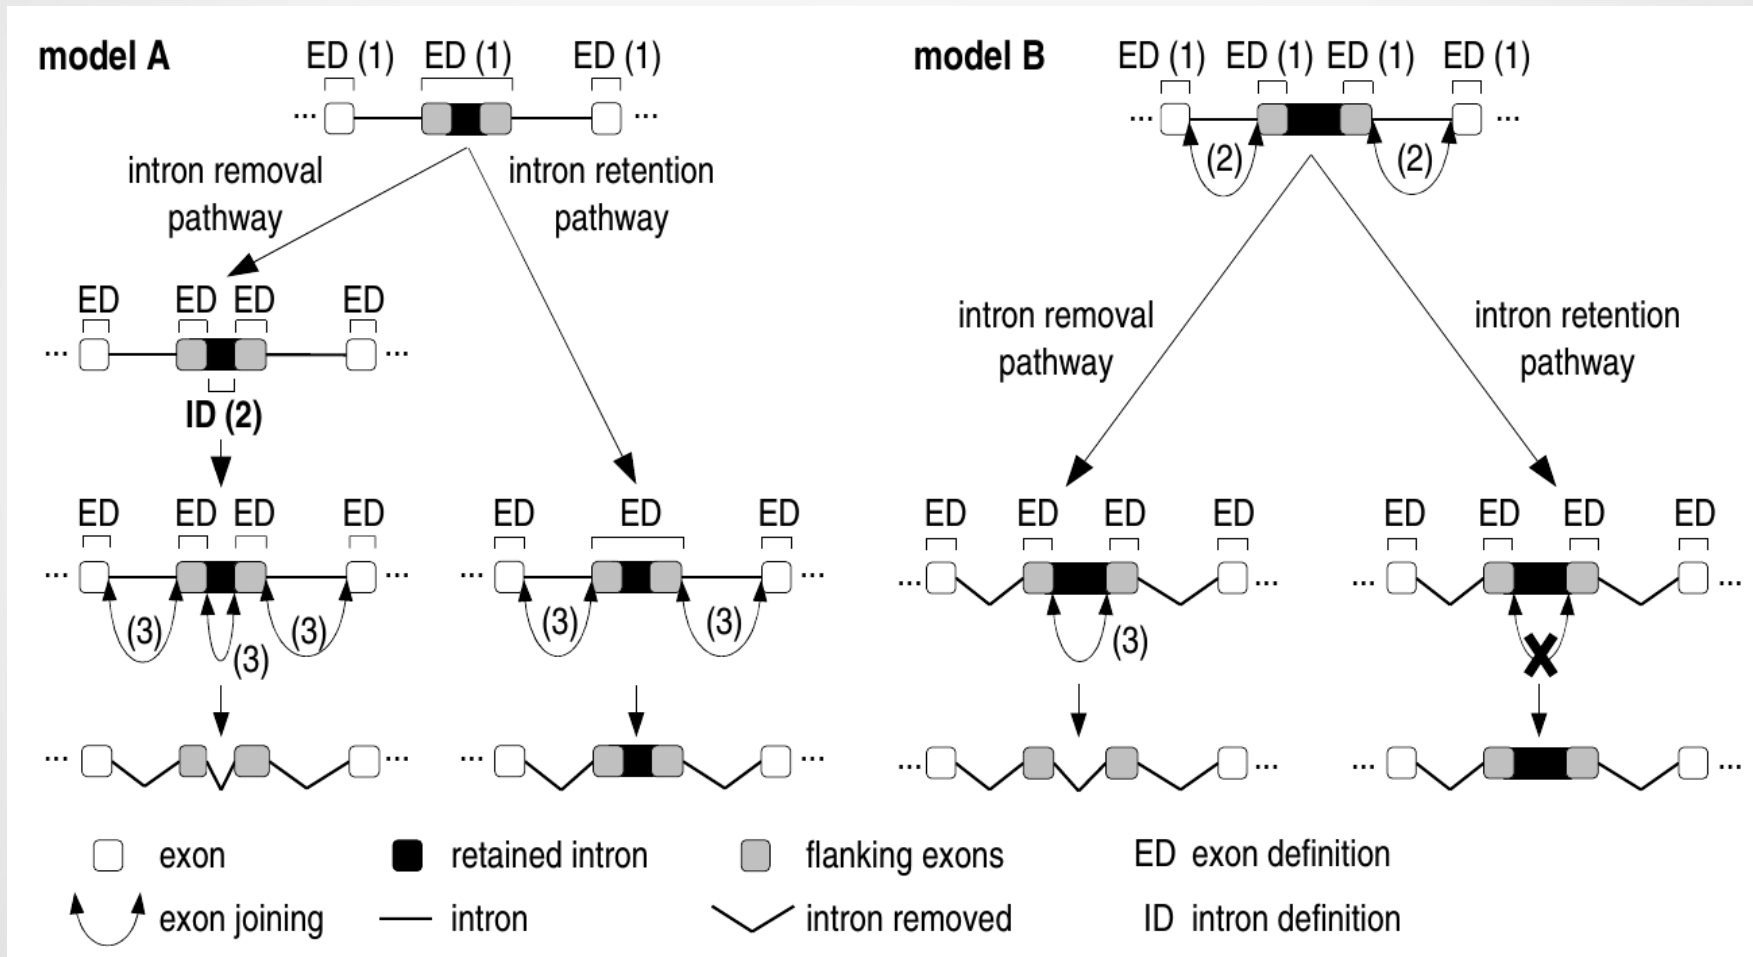 model A
ED (1) ED (1) ED (1)
... ...
intron removal
pathway
intron retention
pathway
ED ED ED ED
... ...
ID (2)
ED ED ED ED
... ...
(3) (3) (3)
... ...
ED ED ED
... ...
(3) (3)
... ...
model B
ED (1) ED (1) ED (1) ED (1)
... ...
(2) (2)
intron removal
pathway
intron retention
pathway
ED ED ED ED
... ...
(3)
... ...
ED ED ED ED
... ...
X
... ...
exon retained intron flanking exons ED exon definition
exon joining intron intron removed ID intron definition